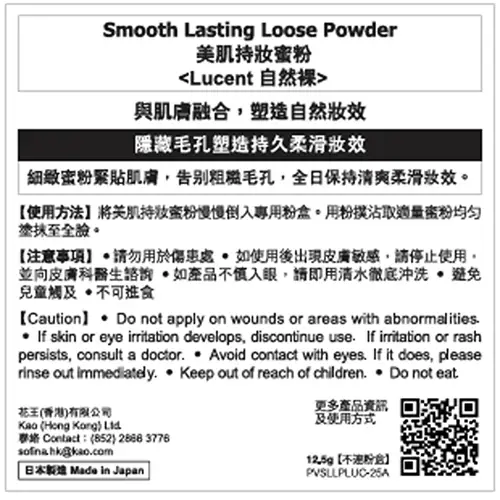 Smooth Lasting Loose Powder
美肌持妝蜜粉
<Lucent 自然裸>
與肌膚融合，塑造自然妝效
隱藏毛孔塑造持久柔滑妝效
細緻蜜粉緊貼肌膚，告別粗糙毛孔，全日保持清爽柔滑妝效。
【使用方法】將美肌持妝蜜粉慢慢倒入專用粉盒。用粉撲沾取適量蜜粉均勻
塗抹至全臉。
【注意事項】• 請勿用於傷患處 • 如使用後出現皮膚敏感，請停止使用，
並向皮膚科醫生諮詢 • 如產品不慎入眼，請即用清水徹底沖洗 • 避免
兒童觸及 • 不可進食
【Caution】 • Do not apply on wounds or areas with abnormalities.
• If skin or eye irritation develops, discontinue use. If irritation or rash
persists, consult a doctor. • Avoid contact with eyes. If it does, please
rinse out immediately. • Keep out of reach of children. • Do not eat.
花王(香港)有限公司
Kao (Hong Kong) Ltd.
聯絡 Contact : (852) 2866 3776
sofina.hk@kao.com
日本製造 Made in Japan
更多產品資訊
及使用方式
12.5g【不連粉盒】
PVSLLPLUC-25A